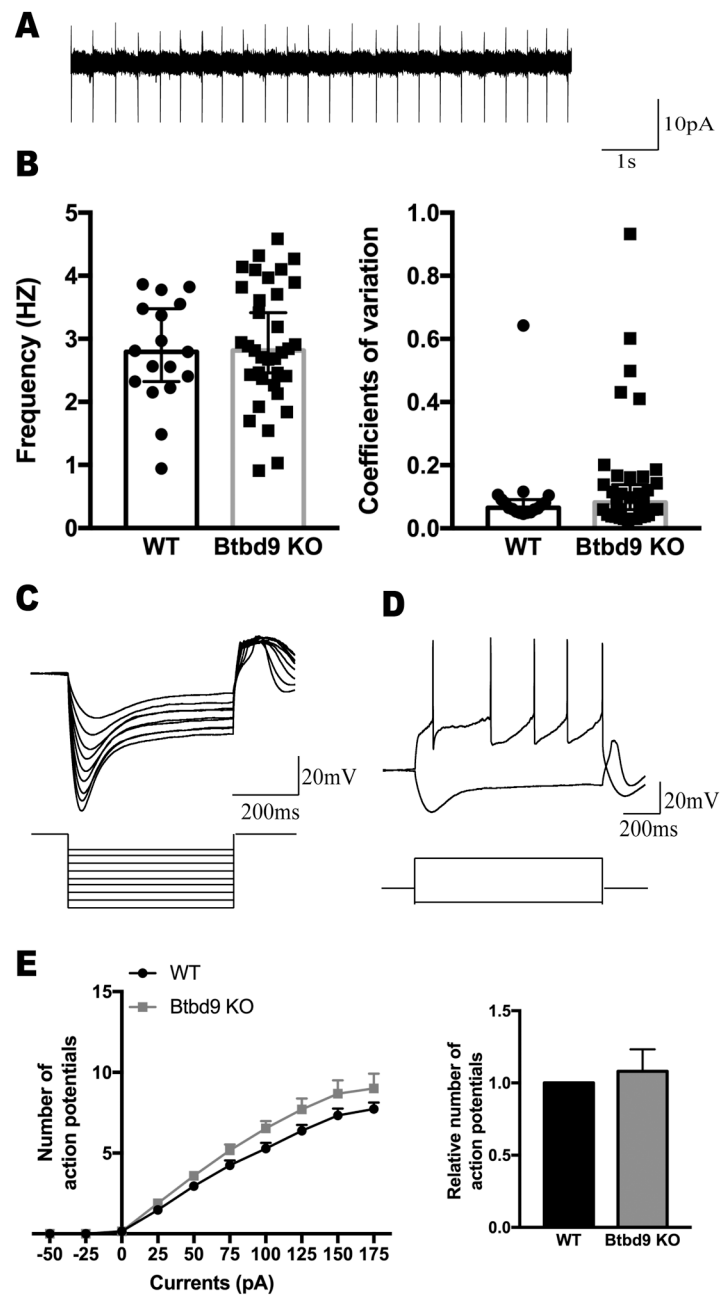 A
10pA
1s
B
Frequency (HZ)
5
4
3
2
1
0
WT
Btbd9 KO
Coefficients of variation
1.0
0.8
0.6
0.4
0.2
0.0
WT
Btbd9 KO
C
20mV
200ms
D
20mV
200ms
E
WT
Btbd9 KO
Number of
action potentials
15
10
5
-50 -25 0 25 50 75 100 125 150 175
Currents (pA)
Relative number of
action potentials
1.5
1.0
0.5
0.0
WT
Btbd9 KO